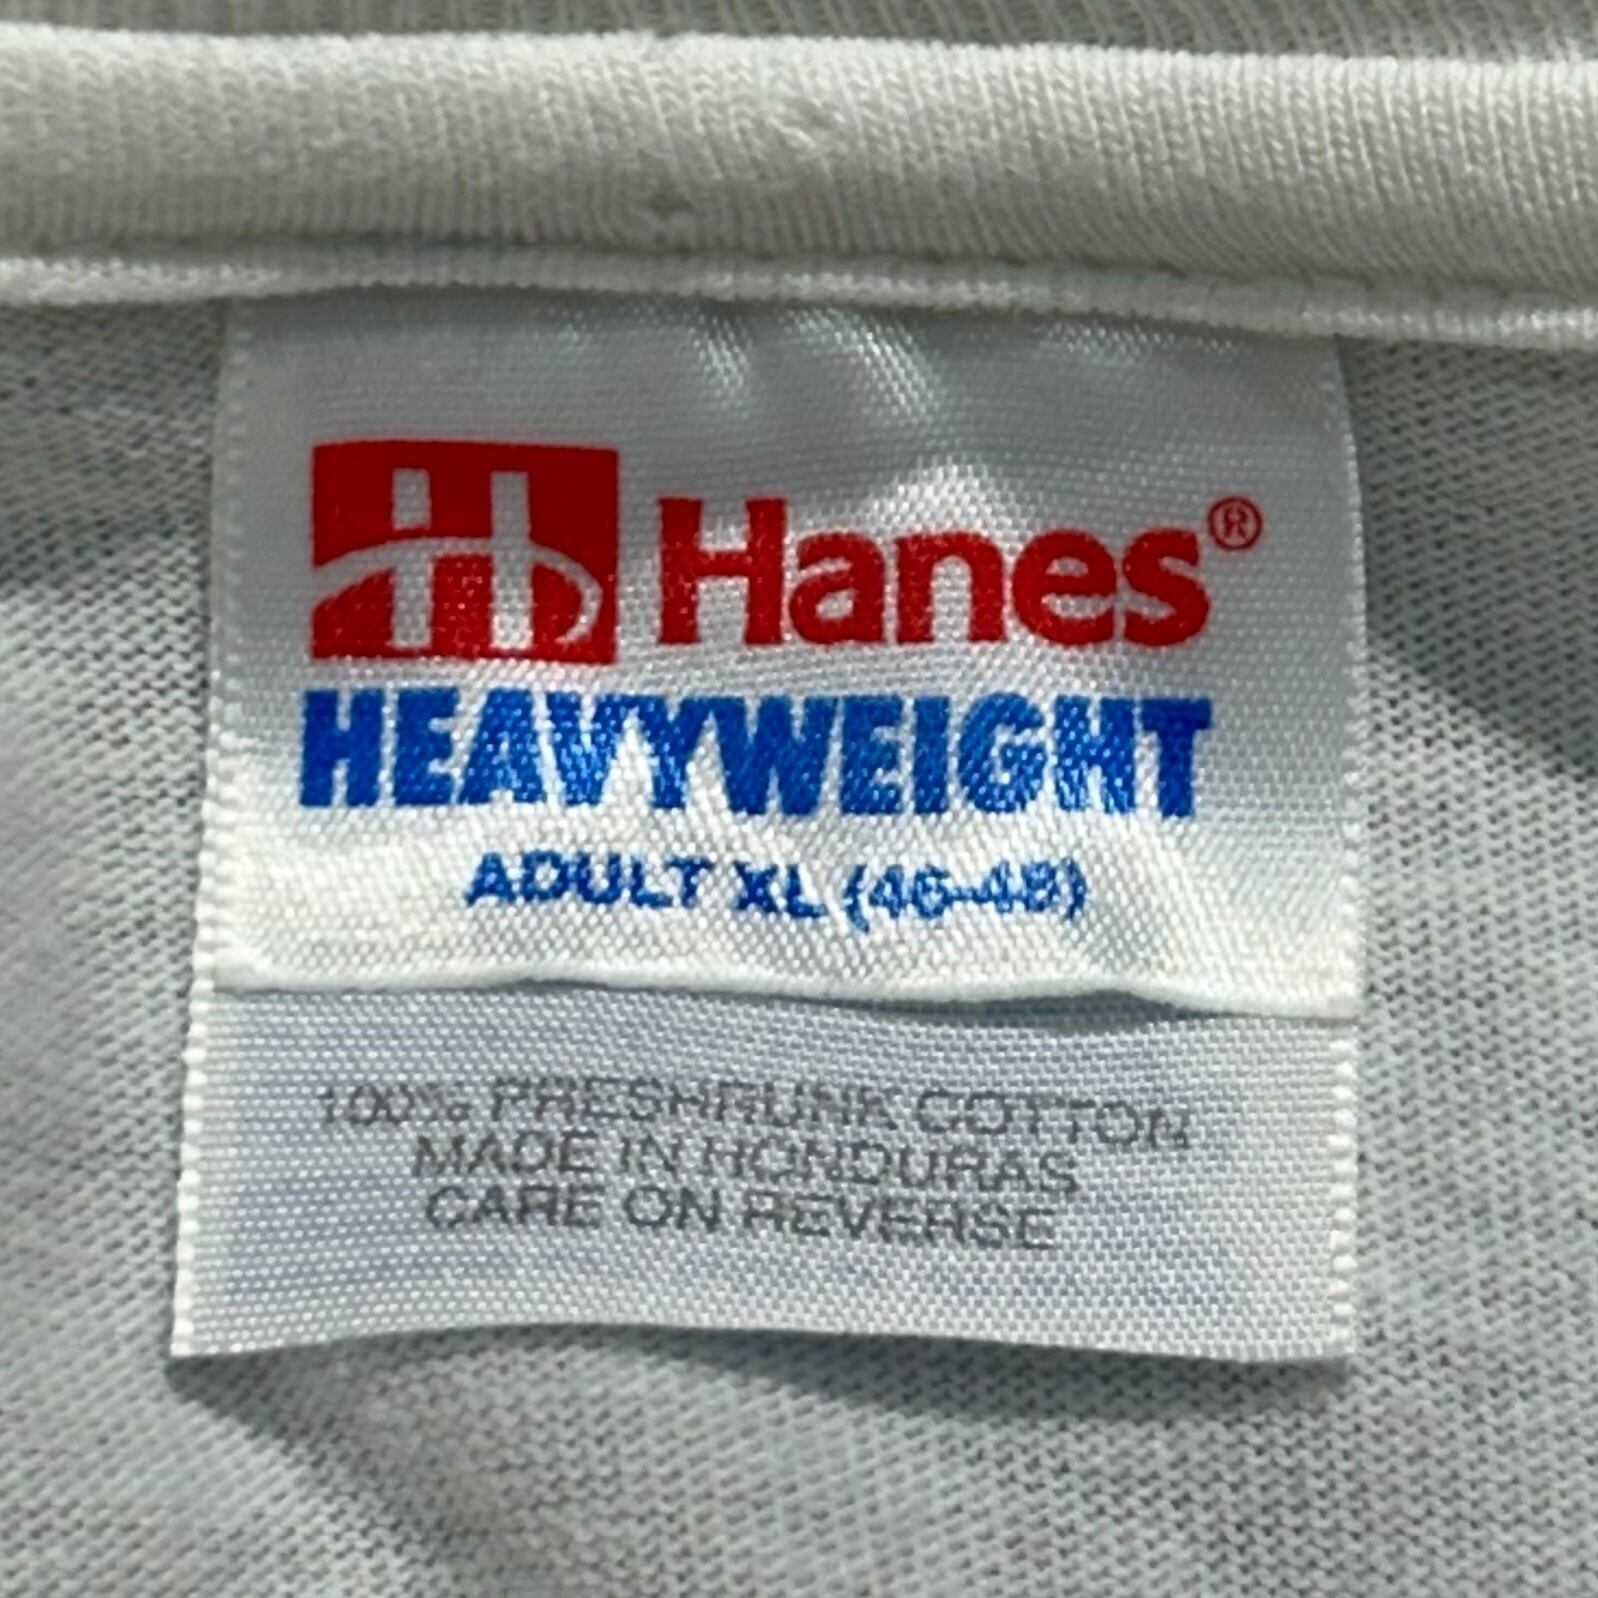 H Hanes®
HEAVYWEIGHT
ADULT XL (46-48)
100% PRESHRUNK COTTON
MADE IN HONDURAS
CARE ON REVERSE